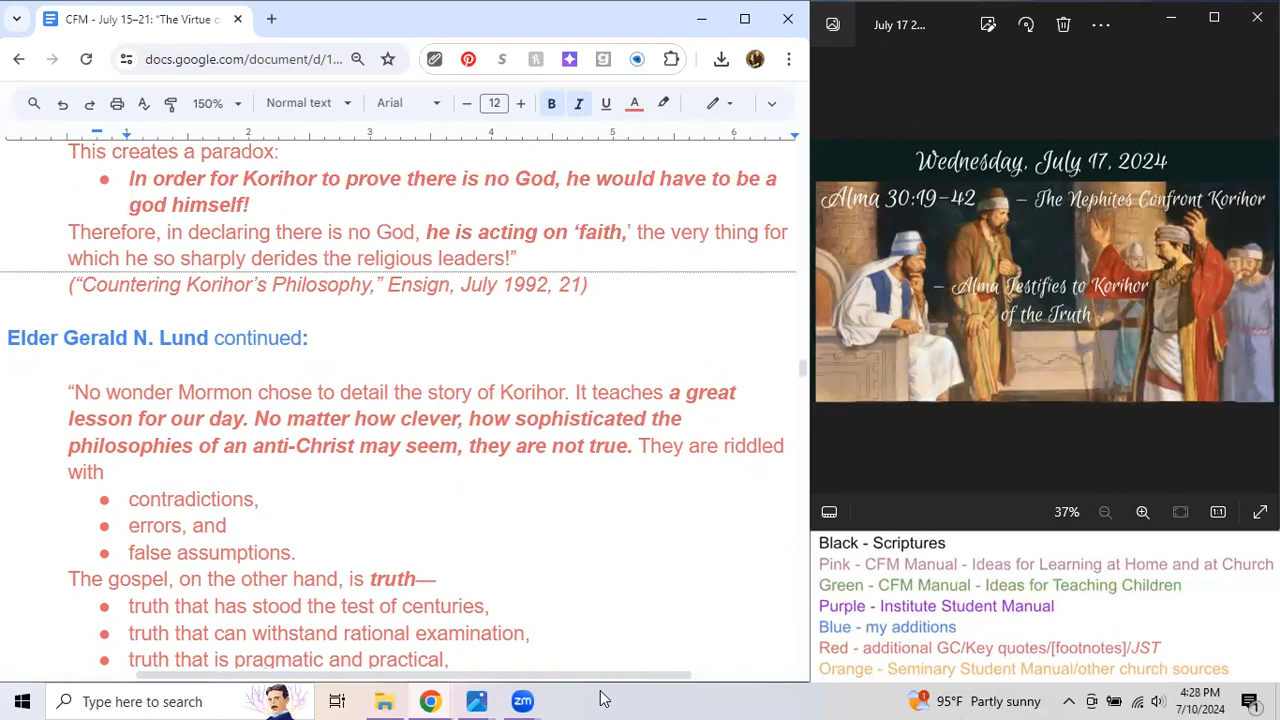 CFM - July 15–21: “The Virtue o
docs.google.com/document/d/1...
150%
Normal text
Arial
12
B
I
U
A
1
2
3
4
5
6
This creates a paradox:
● In order for Korihor to prove there is no God, he would have to be a
god himself!
Therefore, in declaring there is no God, he is acting on ‘faith,’ the very thing for
which he so sharply derides the religious leaders!”
(“Countering Korihor’s Philosophy,” Ensign, July 1992, 21)
Elder Gerald N. Lund continued:
“No wonder Mormon chose to detail the story of Korihor. It teaches a great
lesson for our day. No matter how clever, how sophisticated the
philosophies of an anti-Christ may seem, they are not true. They are riddled
with
● contradictions,
● errors, and
● false assumptions.
The gospel, on the other hand, is truth—
● truth that has stood the test of centuries,
● truth that can withstand rational examination,
● truth that is pragmatic and practical,
July 17 2...
Wednesday, July 17, 2024
Alma 30:19-42 – The Nephites Confront Korihor
– Alma Testifies to Korihor
of the Truth
37%
1:1
Black - Scriptures
Pink - CFM Manual - Ideas for Learning at Home and at Church
Green - CFM Manual - Ideas for Teaching Children
Purple - Institute Student Manual
Blue - my additions
Red - additional GC/Key quotes/[footnotes]/JST
Orange - Seminary Student Manual/other church sources
Type here to search
zm
1
95°F Partly sunny
4:28 PM
7/10/2024
1